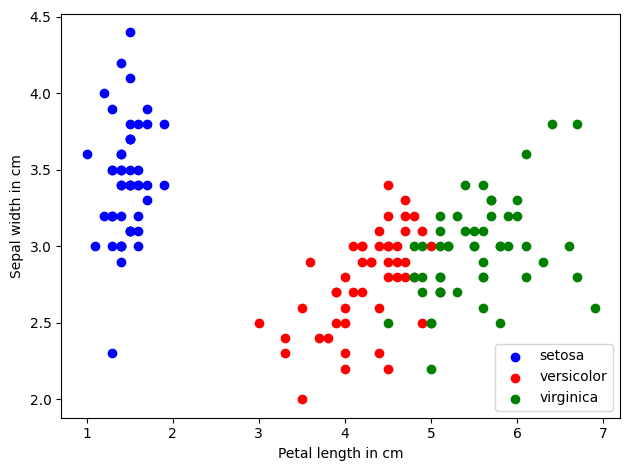 4.5
4.0
3.5
3.0
2.5
2.0
Sepal width in cm
1 2 3 4 5 6 7
Petal length in cm
setosa
versicolor
virginica